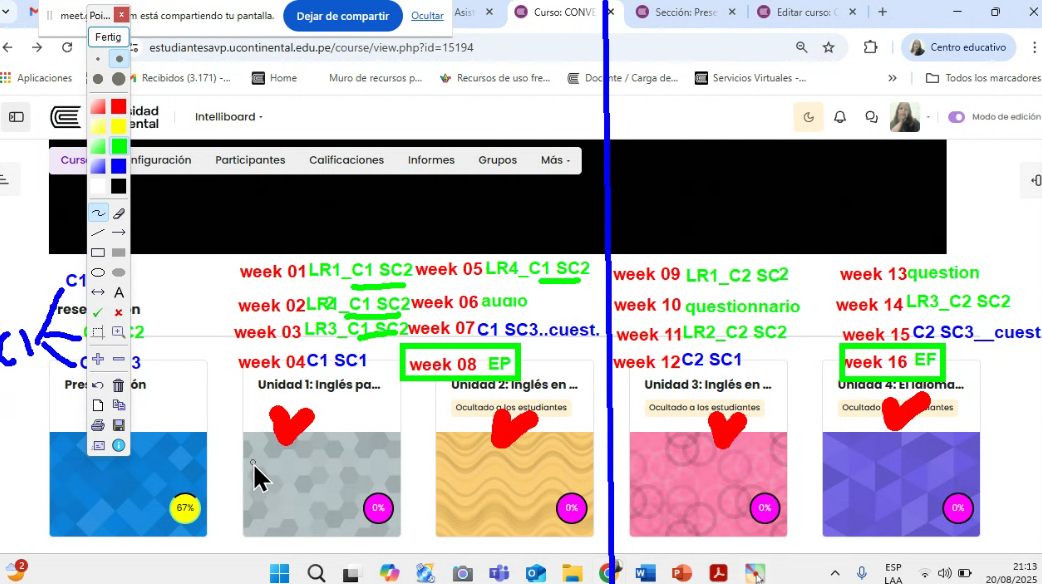 meet.g
Poi...
m está compartiendo tu pantalla.
Dejar de compartir
Ocultar
Asist
Curso: CONVE
Sección: Prese
Editar curso: C
Fertig
estudiantesavp.ucontinental.edu.pe/course/view.php?id=15194
Centro educativo
Aplicaciones
Recibidos (3.171) -...
Home
Muro de recursos p...
Recursos de uso fre...
Docente / Carga de...
Servicios Virtuales -...
Todos los marcadores
sidad
ental
Intelliboard
Modo de edición
Curso
nfiguración
Participantes
Calificaciones
Informes
Grupos
Más
week 01 LR1_C1 SC2 week 05 LR4_C1 SC2
week 09 LR1_C2 SC2 week 13 question
C1
week 02 LR2_C1 SC2 week 06 audio
week 10 questionnario week 14 LR3_C2 SC2
resentación
week 03 LR3_C1 SC2 week 07 C1 SC3..cuest.
week 11 LR2_C2 SC2 week 15 C2 SC3__cuest
C2
C1
week 04 C1 SC1 week 08 EP
week 12 C2 SC1 week 16 EF
3
Unidad 1: Inglés pa...
Unidad 2: Inglés en ...
Unidad 3: Inglés en ...
Unidad 4: El idioma...
Ocultado a los estudiantes
Ocultado a los estudiantes
67%
0%
0%
0%
0%
2
ESP
LAA
21:13
20/08/2025